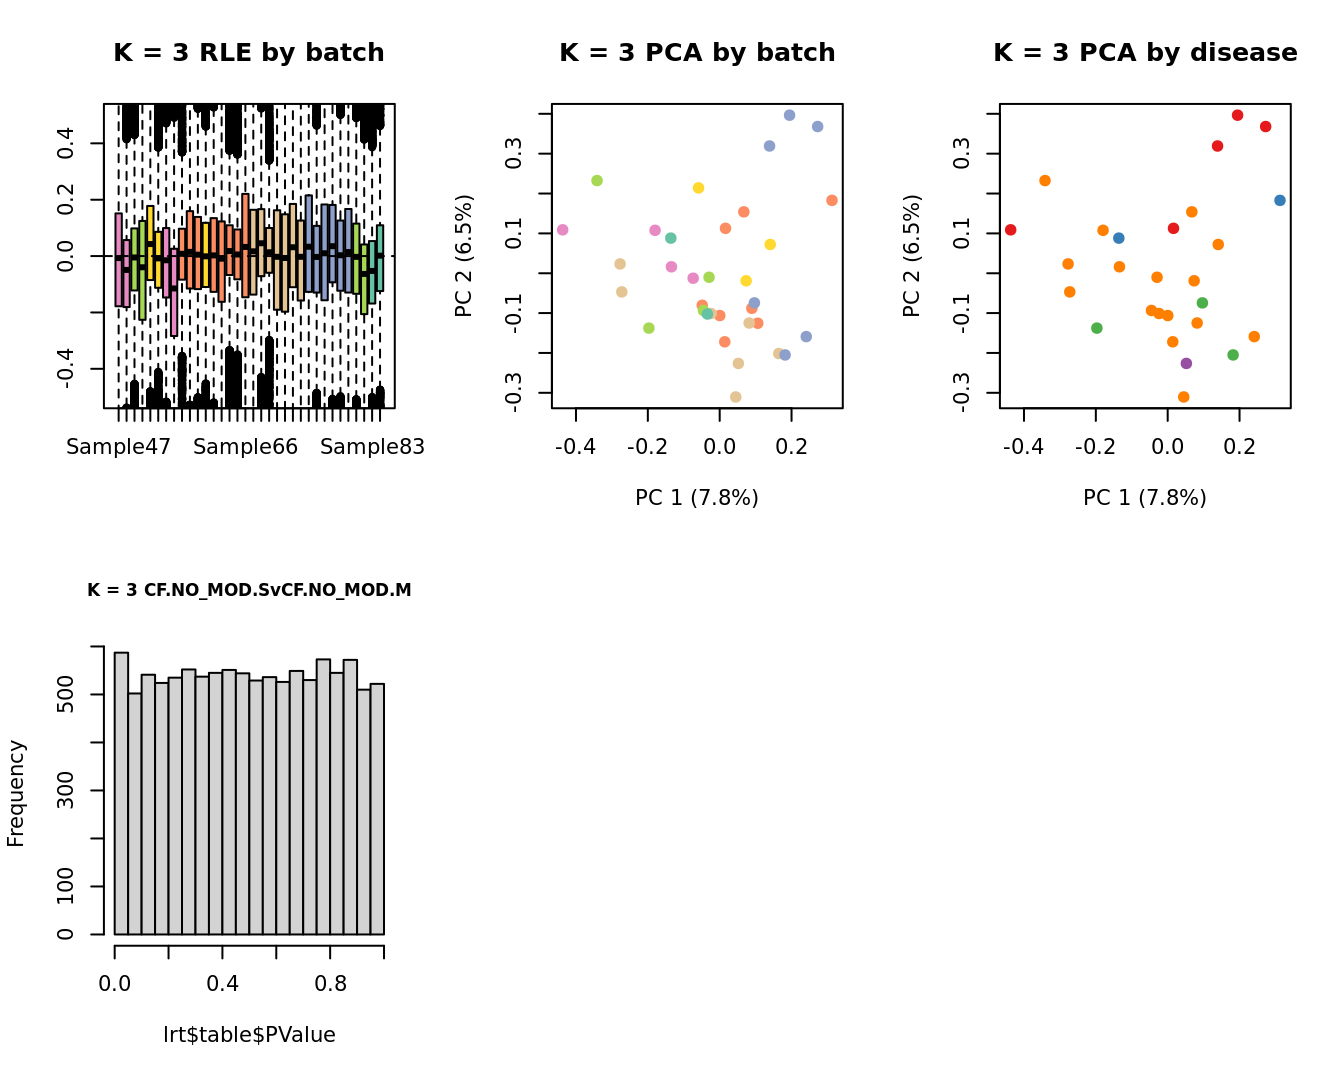 K = 3 RLE by batch
0.4
0.2
0.0
-0.4
Sample47 Sample66 Sample83
K = 3 PCA by batch
PC 2 (6.5%)
0.3
0.1
-0.1
-0.3
-0.4 -0.2 0.0 0.2
PC 1 (7.8%)
K = 3 PCA by disease
PC 2 (6.5%)
0.3
0.1
-0.1
-0.3
-0.4 -0.2 0.0 0.2
PC 1 (7.8%)
K = 3 CF.NO_MOD.SvCF.NO_MOD.M
Frequency
500
300
100
0
0.0 0.4 0.8
lrt$table$PValue